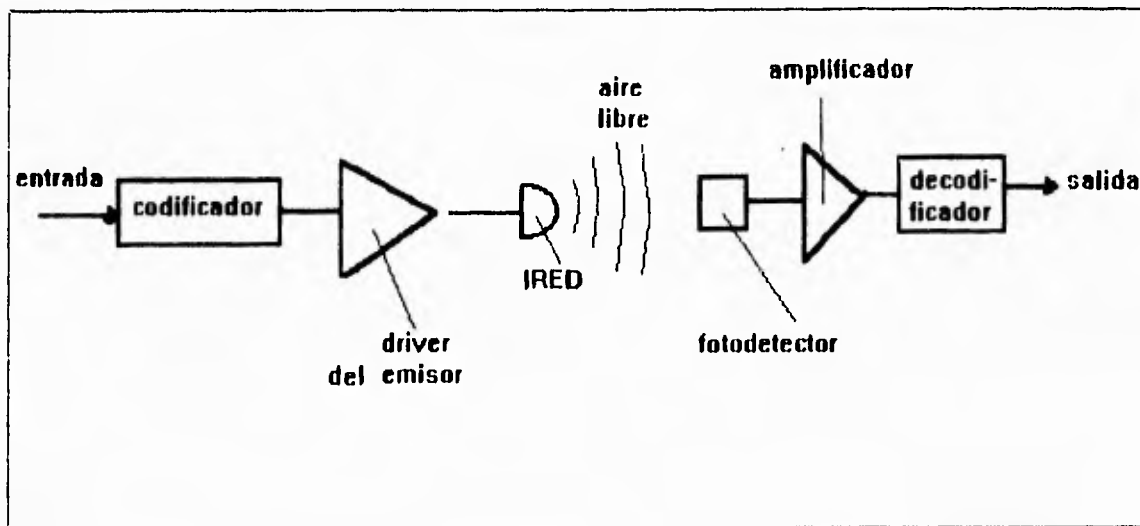 entrada
codificador
driver
del emisor
IRED
aire
libre
fotodetector
amplificador
decodi-
ficador
salida